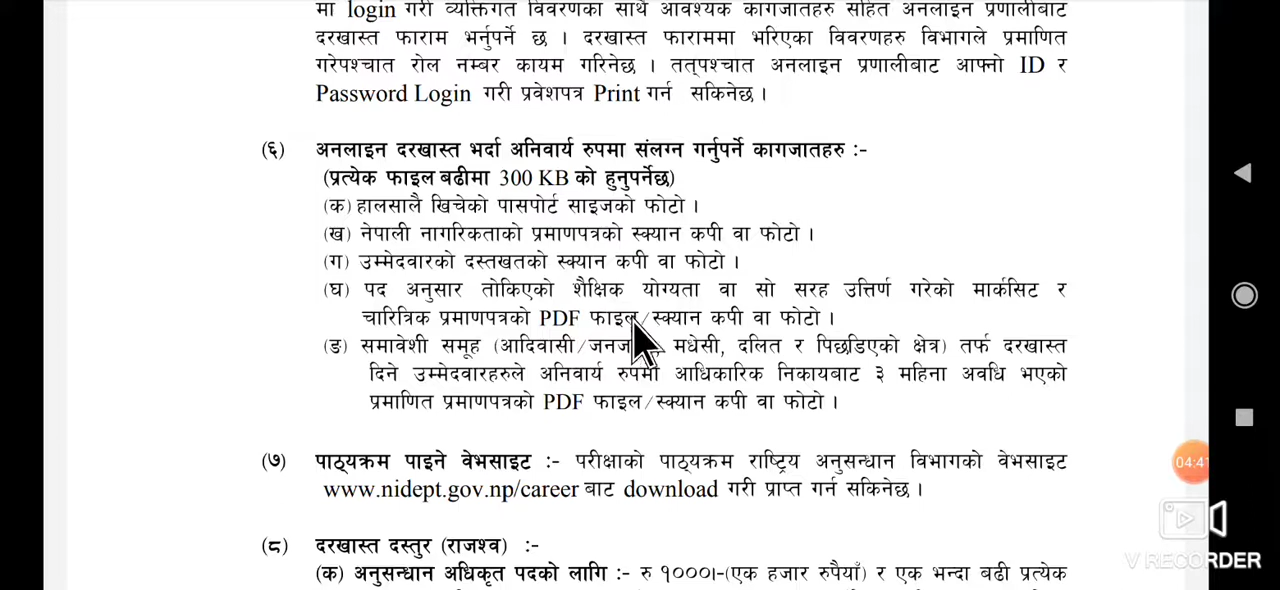 मा login गरी व्यक्तिगत विवरणका साथै आवश्यक कागजातहरु सहित अनलाइन प्रणालीबाट
दरखास्त फाराम भर्नुपर्ने छ । दरखास्त फाराममा भरिएका विवरणहरु विभागले प्रमाणित
गरेपश्चात रोल नम्बर कायम गरिनेछ । तत्पश्चात अनलाइन प्रणालीबाट आफ्नो ID र
Password Login गरी प्रवेशपत्र Print गर्न सकिनेछ ।
(६) अनलाइन दरखास्त भर्दा अनिवार्य रुपमा संलग्न गर्नुपर्ने कागजातहरु :-
(प्रत्येक फाइल बढीमा 300 KB को हुनुपर्नेछ)
(क) हालसालै खिचेको पासपोर्ट साइजको फोटो ।
(ख) नेपाली नागरिकताको प्रमाणपत्रको स्क्यान कपी वा फोटो ।
(ग) उम्मेदवारको दस्तखतको स्क्यान कपी वा फोटो ।
(घ) पद अनुसार तोकिएको शैक्षिक योग्यता वा सो सरह उत्तिर्ण गरेको मार्कसिट र
चारित्रिक प्रमाणपत्रको PDF फाइल/स्क्यान कपी वा फोटो ।
(ङ) समावेशी समूह (आदिवासी/ मधेसी, दलित र पिछडिएको क्षेत्र) तर्फ दरखास्त
दिने उम्मेदवारहरुले अनिवार्य रुपमा आधिकारिक निकायबाट ३ महिना अवधि भएको
प्रमाणित प्रमाणपत्रको PDF फाइल/स्क्यान कपी वा फोटो ।
(७) पाठ्यक्रम पाइने वेभसाइट :- परीक्षाको पाठ्यक्रम राष्ट्रिय अनुसन्धान विभागको वेभसाइट
www.nidept.gov.np/career बाट download गरी प्राप्त गर्न सकिनेछ ।
(८) दरखास्त दस्तुर (राजश्व) :-
(क) अनुसन्धान अधिकृत पदको लागि :- रु १०००।-(एक हजार रुपैयाँ) र एक भन्दा बढी प्रत्येक
04:41
V RECORDER